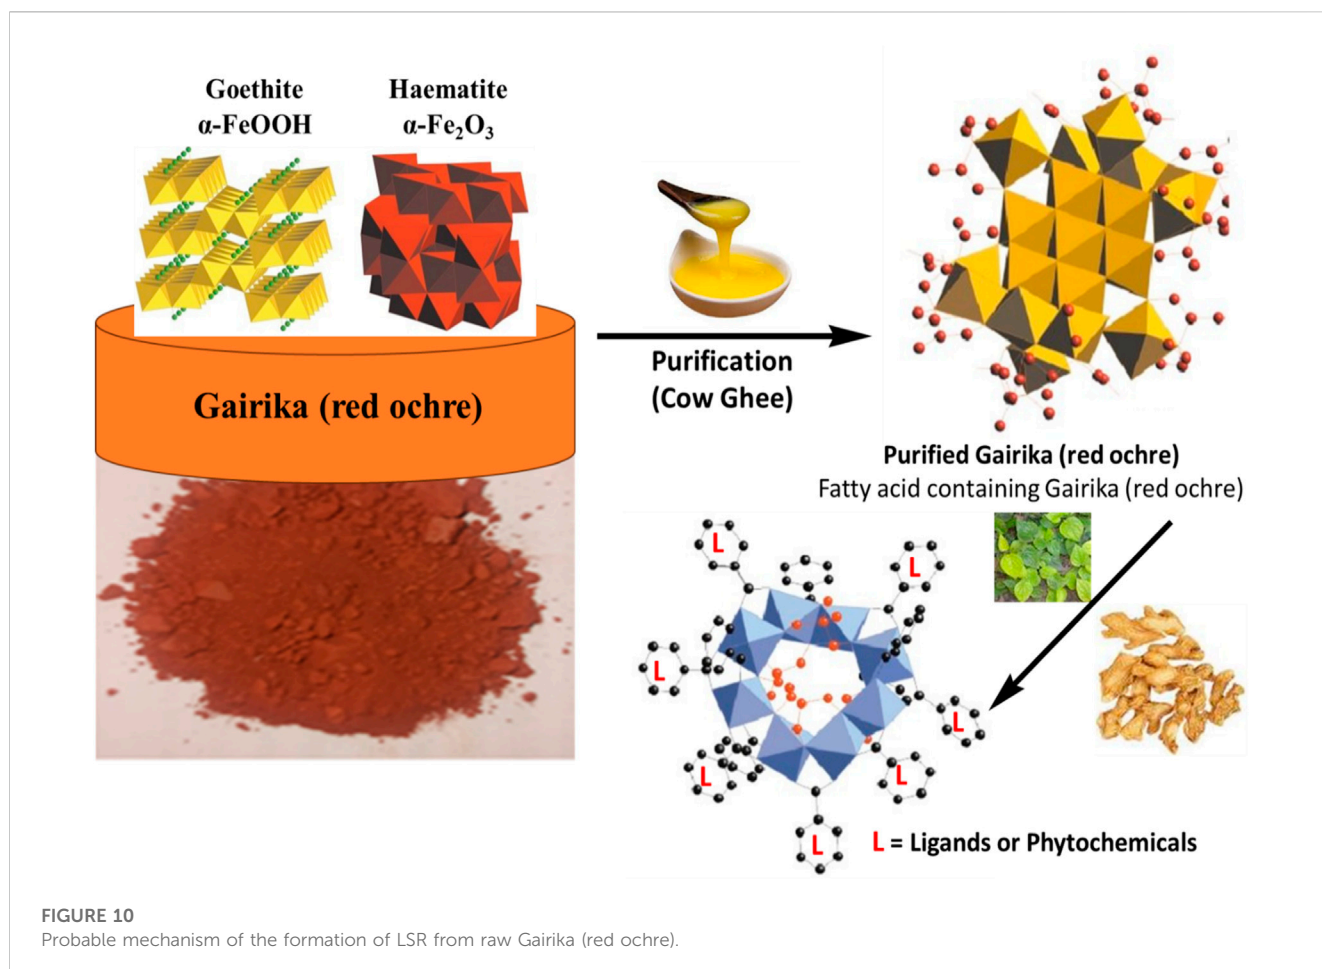 Goethite
α-FeOOH
Haematite
α-Fe₂O₃
Gairika (red ochre)
Purification
(Cow Ghee)
Purified Gairika (red ochre)
Fatty acid containing Gairika (red ochre)
L
L
L
L
L
L
L
L = Ligands or Phytochemicals
FIGURE 10
Probable mechanism of the formation of LSR from raw Gairika (red ochre).